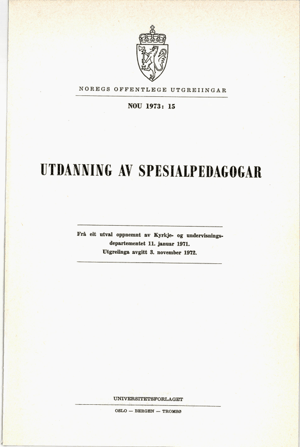 NOREGS OFFENTLEGE UTGREIINGAR
NOU 1973: 15
UTDANNING AV SPESIALPEDAGOGAR
Frå eit utval oppnemnt av Kyrkje- og undervisnings-
departementet 11. januar 1971.
Utgreiinga avgitt 3. november 1972.
UNIVERSITETSFORLAGET
OSLO — BERGEN — TROMSØ